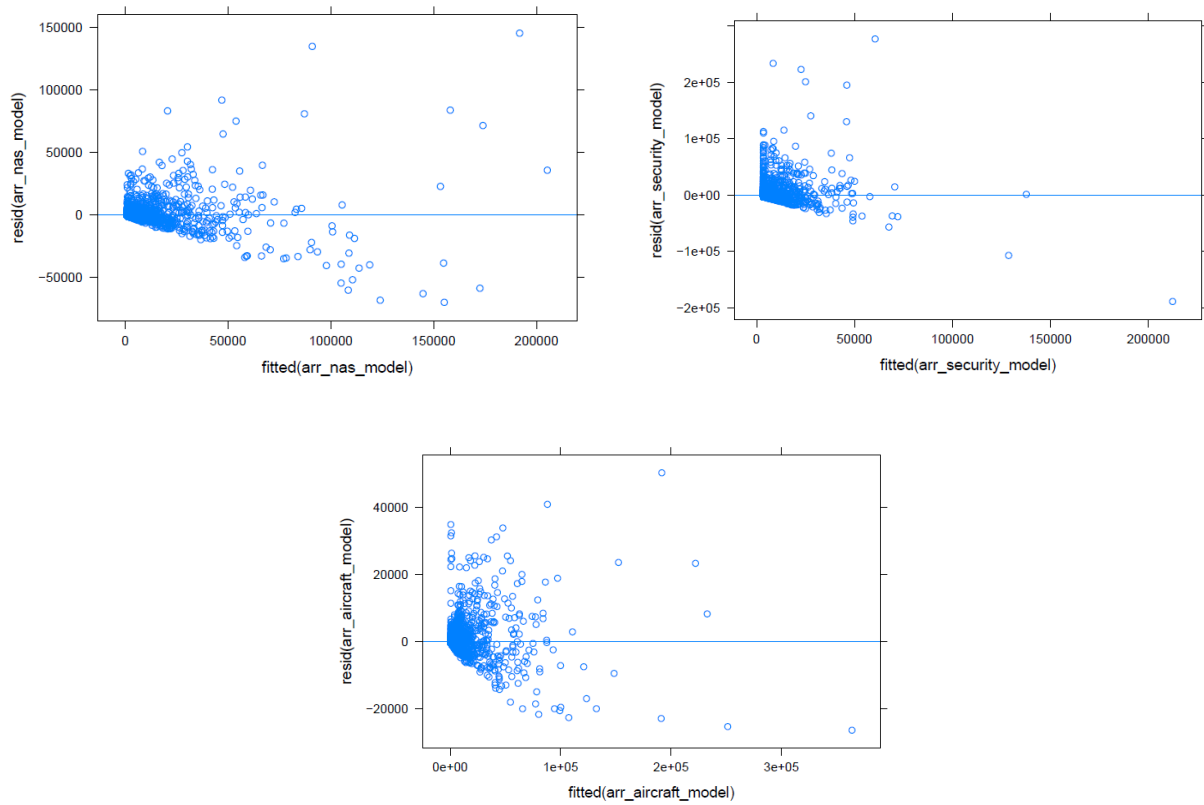 150000
100000
50000
0
−50000
resid(arr_nas_model)
0
50000
100000
150000
200000
fitted(arr_nas_model)
2e+05
1e+05
0e+00
−1e+05
−2e+05
resid(arr_security_model)
0
50000
100000
150000
200000
fitted(arr_security_model)
40000
20000
0
−20000
resid(arr_aircraft_model)
0e+00
1e+05
2e+05
3e+05
fitted(arr_aircraft_model)